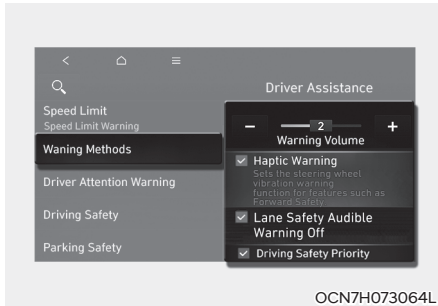 Driver Assistance
Speed Limit
Speed Limit Warning
Waning Methods
Driver Attention Warning
Driving Safety
Parking Safety
2
Warning Volume
Haptic Warning
Sets the steering wheel
vibration warning
function for features such as
Forward Safety
Lane Safety Audible
Warning Off
Driving Safety Priority
OCN7H073064L